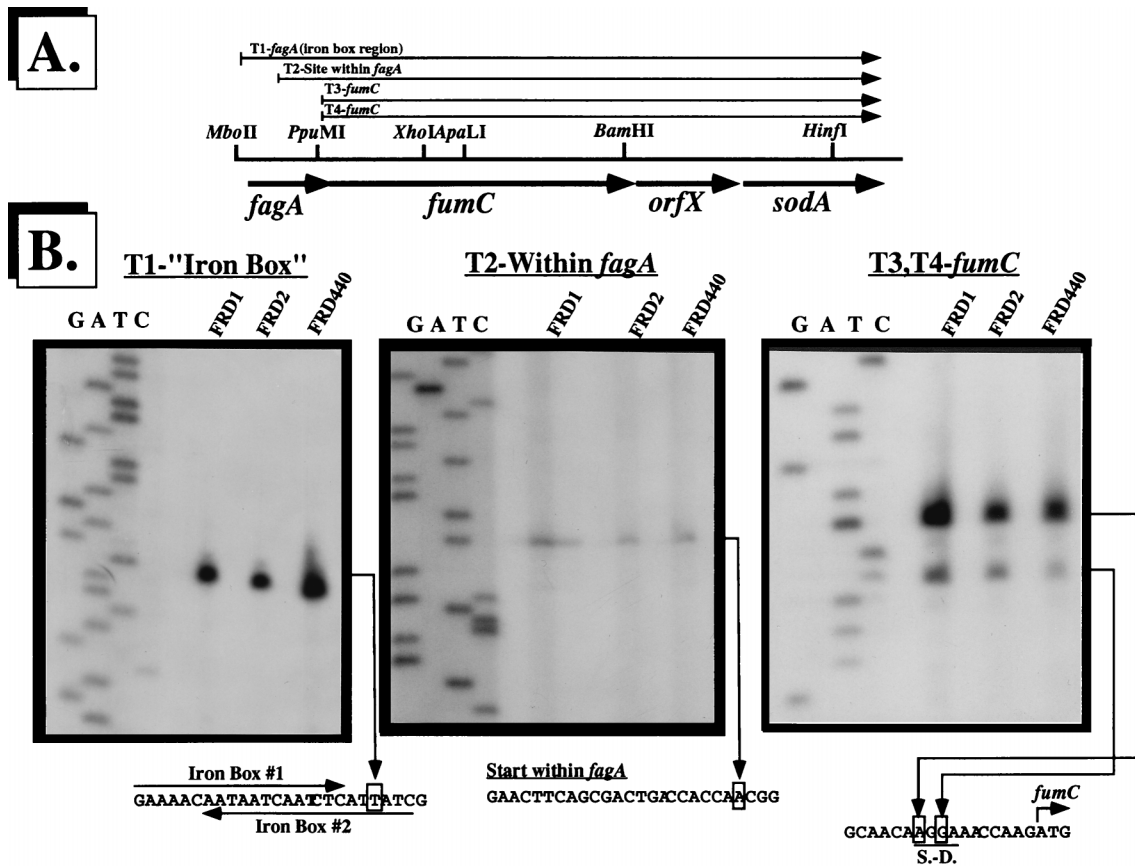 A.
T1-fagA(iron box region)
T2-Site within fagA
T3-fumC
T4-fumC
MboII PpuMI XhoIApaLI BamHI HinfI
fagA fumC orfX sodA
B.
T1-"Iron Box"
G A T C FRD1 FRD2 FRD440
T2-Within fagA
G A T C FRD1 FRD2 FRD440
T3,T4-fumC
G A T C FRD1 FRD2 FRD440
Iron Box #1
GAAAACAATAATCAATCTCATTATCG
Iron Box #2
Start within fagA
GAACTTCAGCGACTGACCACCAACGG
fumC
GCAACAAGGAAACCAAGATG
S.-D.